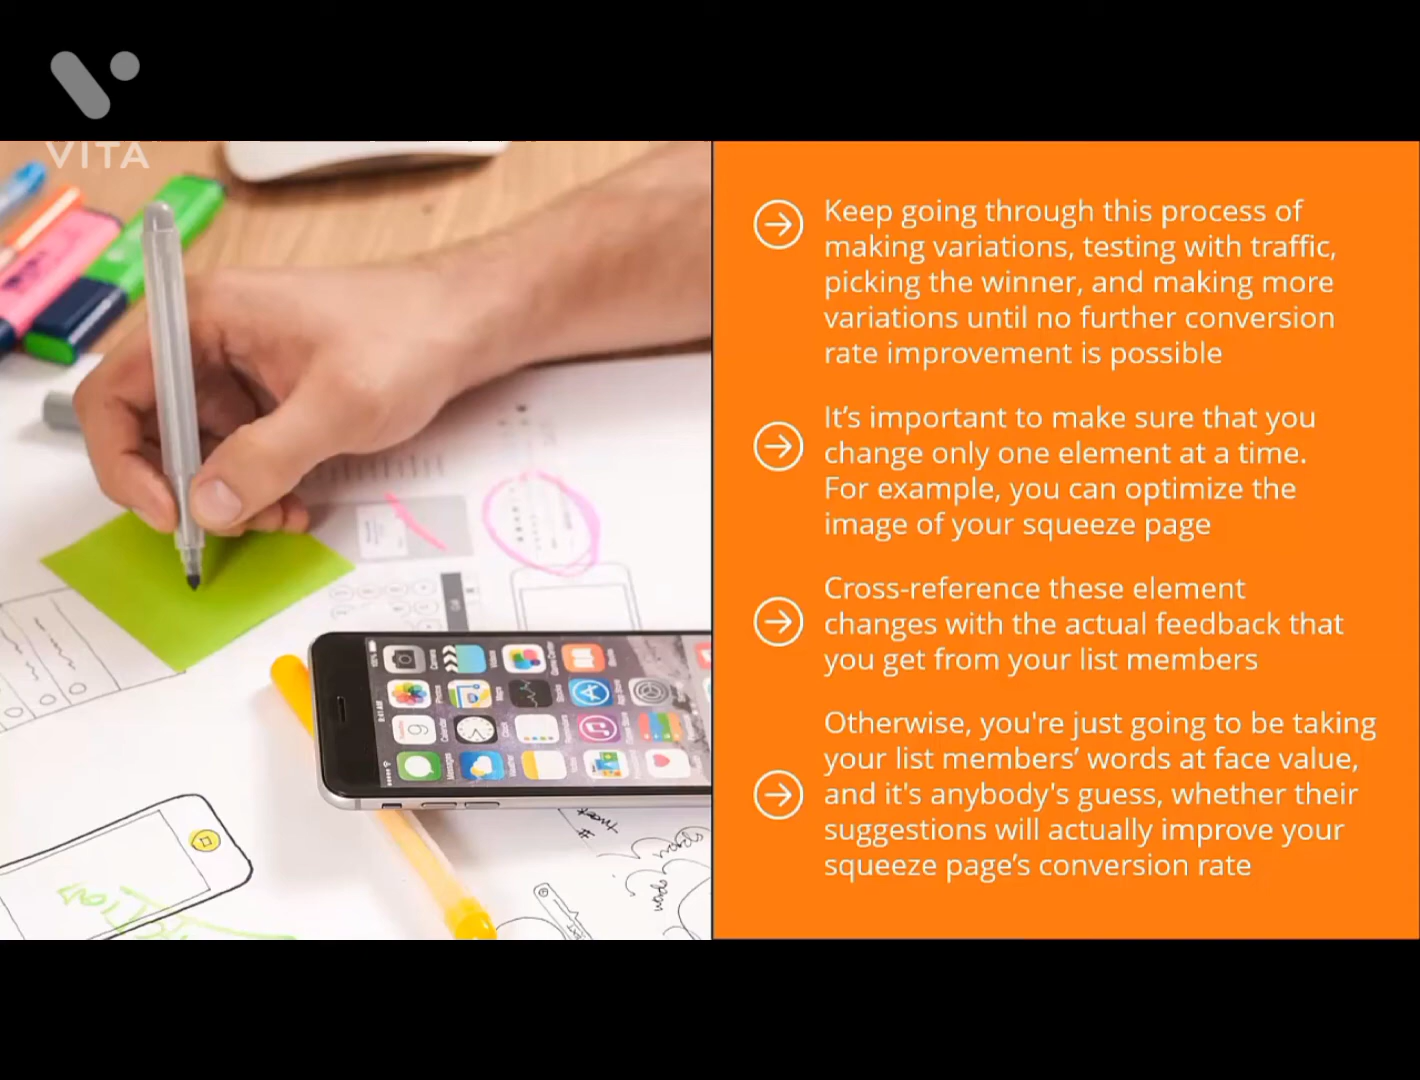 VITA
Keep going through this process of
making variations, testing with traffic,
picking the winner, and making more
variations until no further conversion
rate improvement is possible
It’s important to make sure that you
change only one element at a time.
For example, you can optimize the
image of your squeeze page
Cross-reference these element
changes with the actual feedback that
you get from your list members
Otherwise, you're just going to be taking
your list members’ words at face value,
and it's anybody's guess, whether their
suggestions will actually improve your
squeeze page’s conversion rate